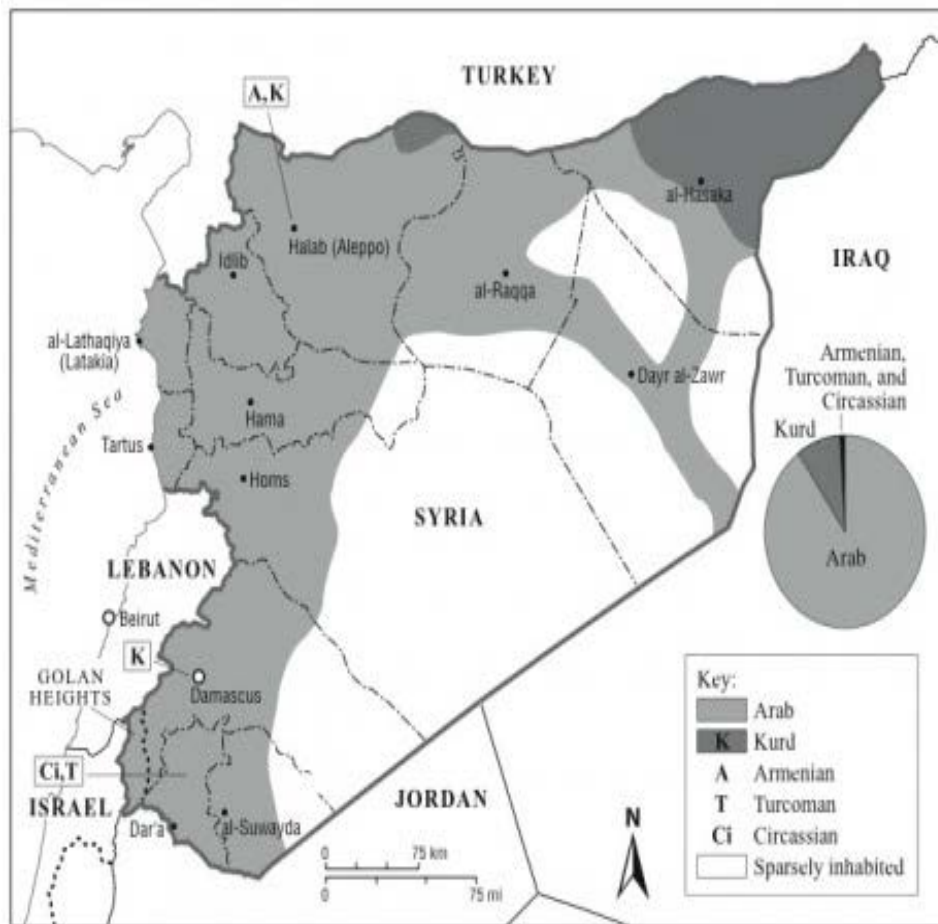 TURKEY
A,K
al-Hasaka
Halab (Aleppo)
IRAQ
Idlib
al-Raqqa
al-Lathaqiya
(Latakia)
Armenian,
Turcoman, and
Circassian
Dayr al-Zawr
Hama
Kurd
Mediterranean Sea
Tartus
Homs
SYRIA
Arab
LEBANON
Beirut
K
GOLAN
HEIGHTS
Damascus
Key:
Arab
K Kurd
A Armenian
T Turcoman
Ci Circassian
Sparsely inhabited
Ci,T
ISRAEL
JORDAN
N
Dar'a
al-Suwayda
0 75 km
0 75 mi